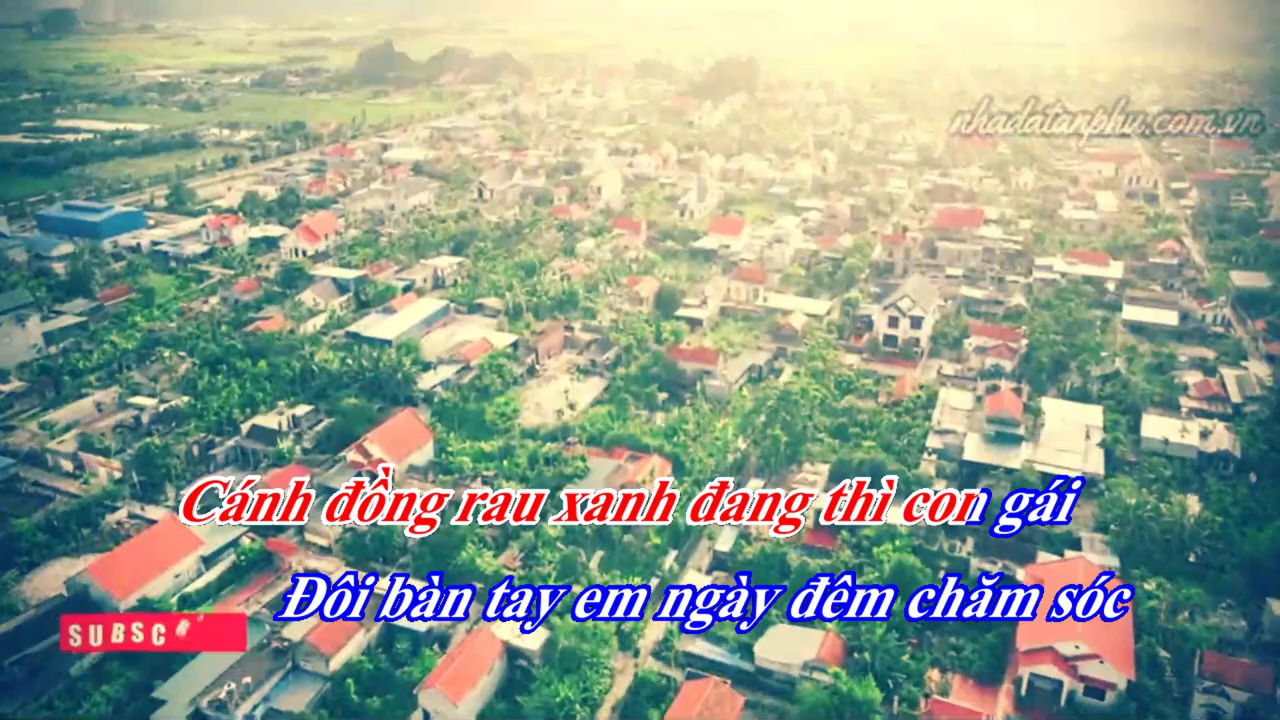 nhadatanphu.com.vn
Cánh đồng rau xanh đang thì con gái
Đôi bàn tay em ngày đêm chăm sóc
SUBSC